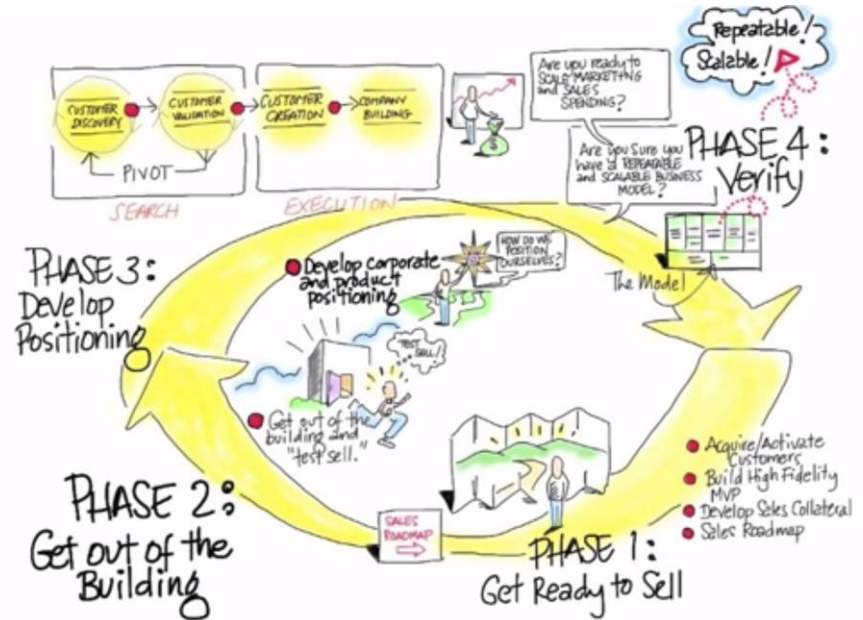 Repeatable!
Scalable!
CUSTOMER
DISCOVERY
CUSTOMER
VALIDATION
CUSTOMER
CREATION
COMPANY
BUILDING
PIVOT
SEARCH
EXECUTION
$
Are you ready to
SCALE MARKETING
and SALES
SPENDING?
Are you Sure you
have a REPEATABLE
and SCALABLE BUSINESS
MODEL?
PHASE 4:
Verify
The Model
PHASE 3:
Develop
Positioning
Develop corporate
and product
positioning
HOW DO WE
POSITION
OURSELVES?
TEST
SELL!
Get out of the
building and
"test sell."
PHASE 2:
Get out of the
Building
SALES
ROADMAP
PHASE 1:
Get Ready to Sell
Acquire/Activate
Customers
Build High Fidelity
MVP
Develop Sales Collateral
Sales Roadmap